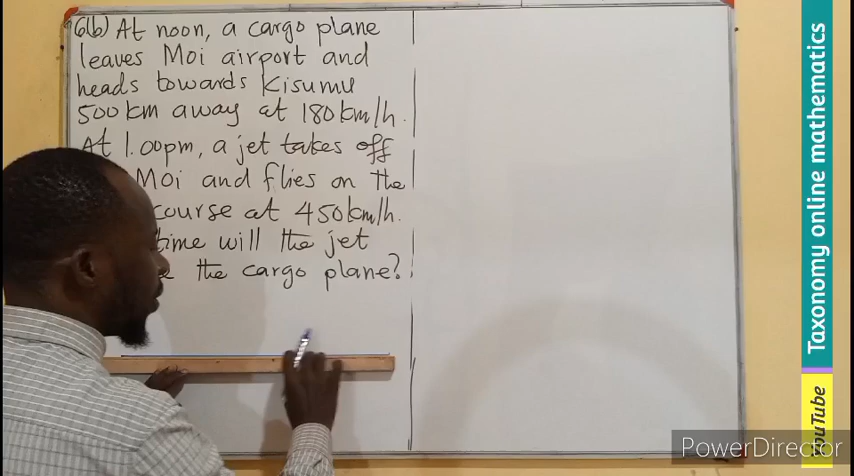 6(b) At noon, a cargo plane
leaves Moi airport and
heads towards Kisumu
500km away at 180km/h.
At 1.00pm, a jet takes off
Moi and flies on the
course at 450km/h.
time will the jet
the cargo plane?
Taxonomy online mathematics
YouTube
PowerDirector